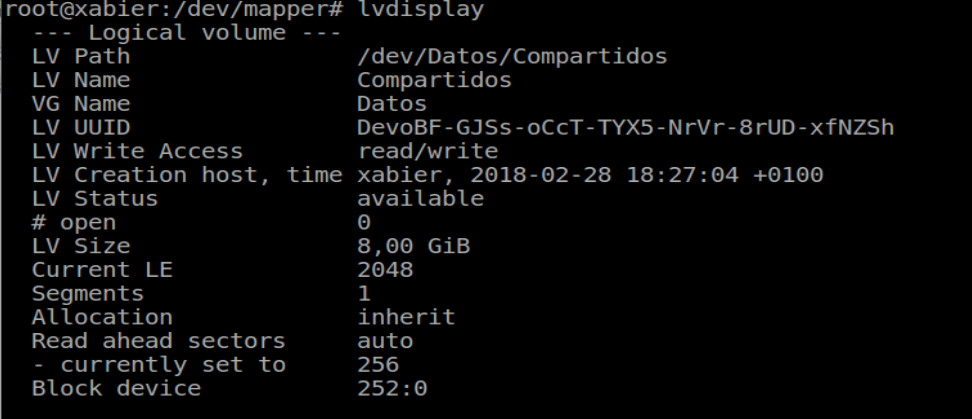 root@xabier:/dev/mapper# lvdisplay
--- Logical volume ---
LV Path                /dev/Datos/Compartidos
LV Name                Compartidos
VG Name                Datos
LV UUID                DevoBF-GJSs-oCcT-TYX5-NrVr-8rUD-xfNZSh
LV Write Access        read/write
LV Creation host, time xabier, 2018-02-28 18:27:04 +0100
LV Status              available
# open                 0
LV Size                8,00 GiB
Current LE             2048
Segments               1
Allocation             inherit
Read ahead sectors     auto
- currently set to     256
Block device           252:0